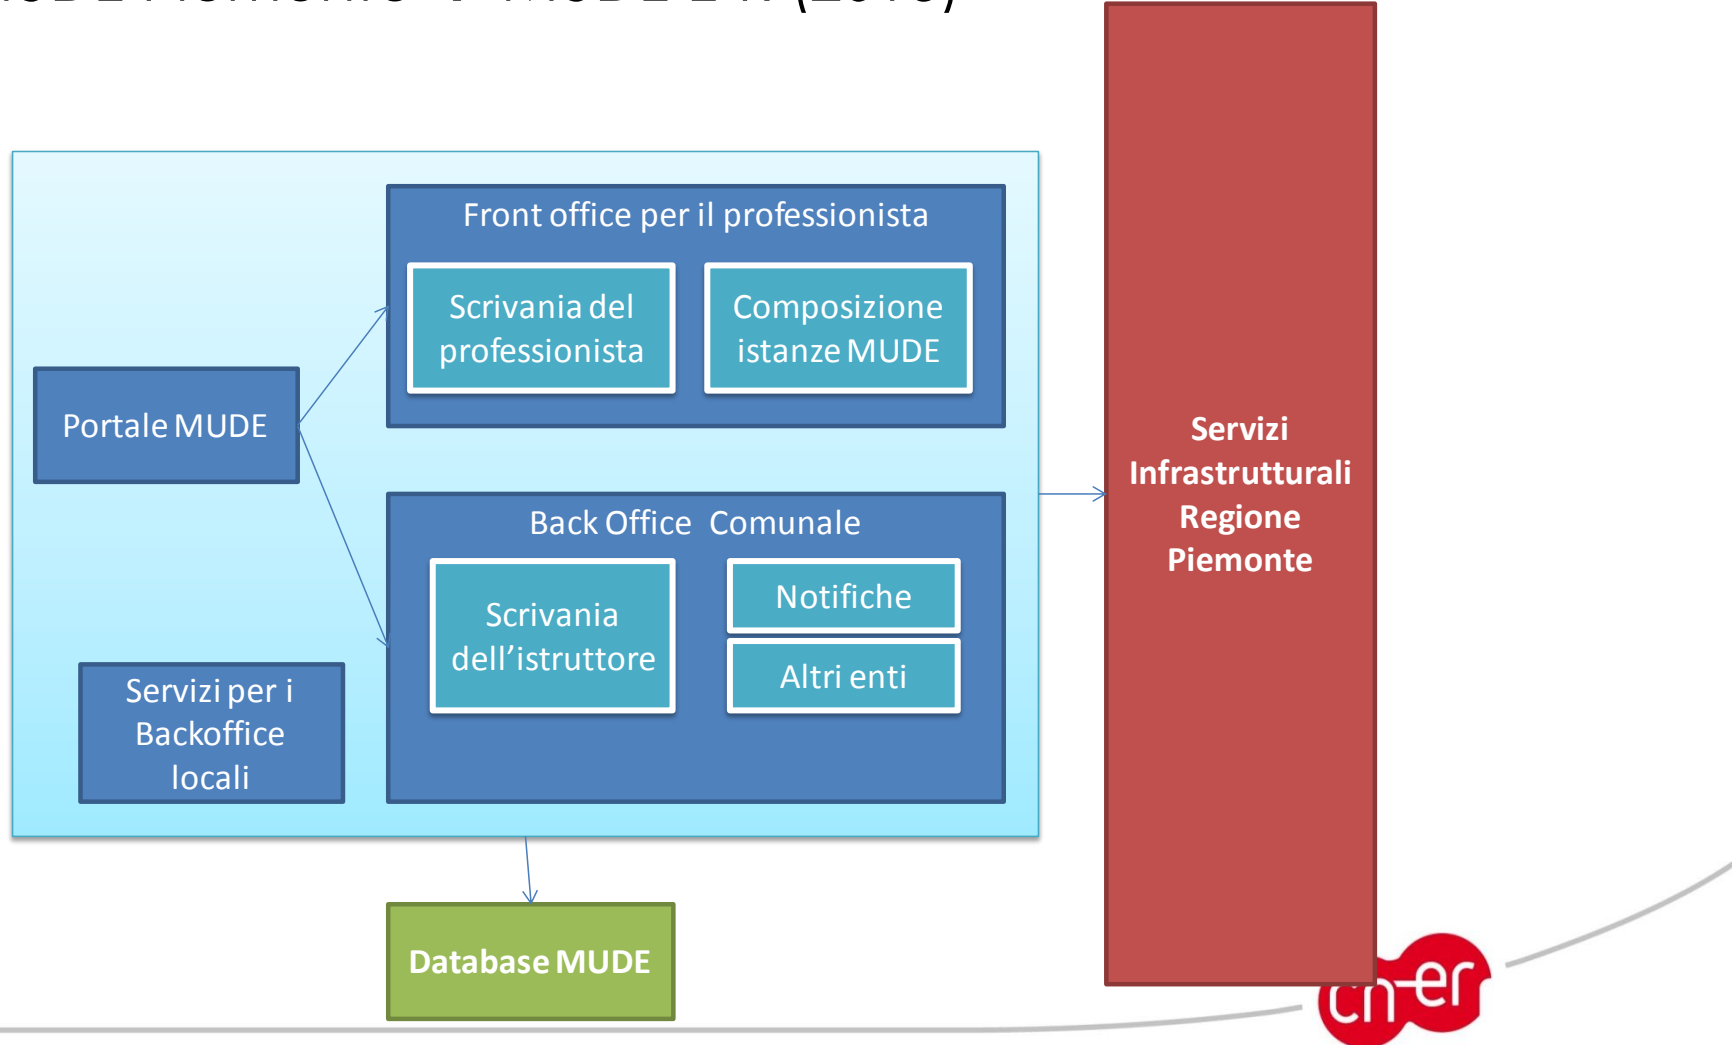 Front office per il professionista
Scrivania del
professionista
Composizione
istanze MUDE
Portale MUDE
Back Office Comunale
Scrivania
dell’istruttore
Notifiche
Altri enti
Servizi per i
Backoffice
locali
Servizi
Infrastrutturali
Regione
Piemonte
Database MUDE
cn-er